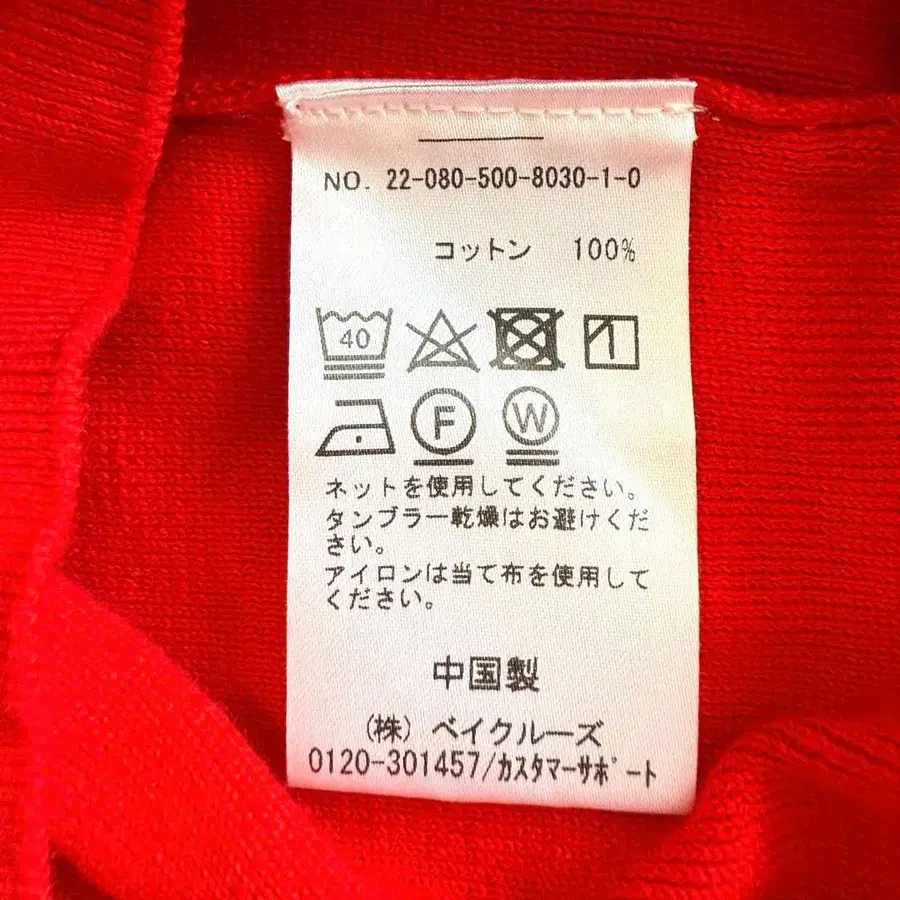 NO. 22-080-500-8030-1-0
コットン 100%
40
F W
ネットを使用してください。
タンブラー乾燥はお避けくだ
さい。
アイロンは当て布を使用して
ください。
中国製
(株) ベイクルーズ
0120-301457/カスタマーサポート